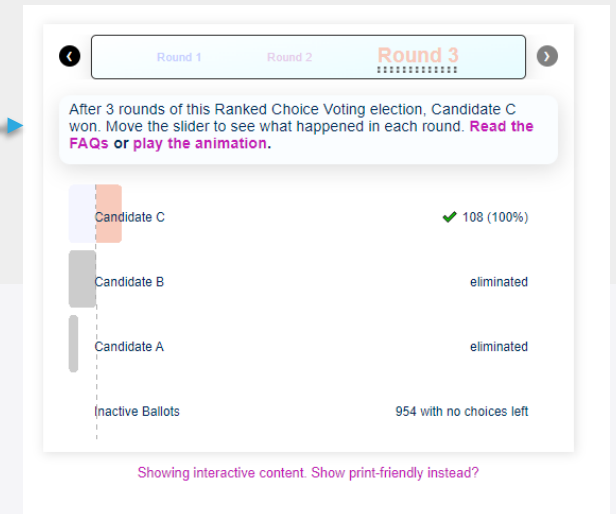 Round 1 Round 2 Round 3
After 3 rounds of this Ranked Choice Voting election, Candidate C
won. Move the slider to see what happened in each round. Read the
FAQs or play the animation.
Candidate C 108 (100%)
Candidate B eliminated
Candidate A eliminated
Inactive Ballots 954 with no choices left
Showing interactive content. Show print-friendly instead?